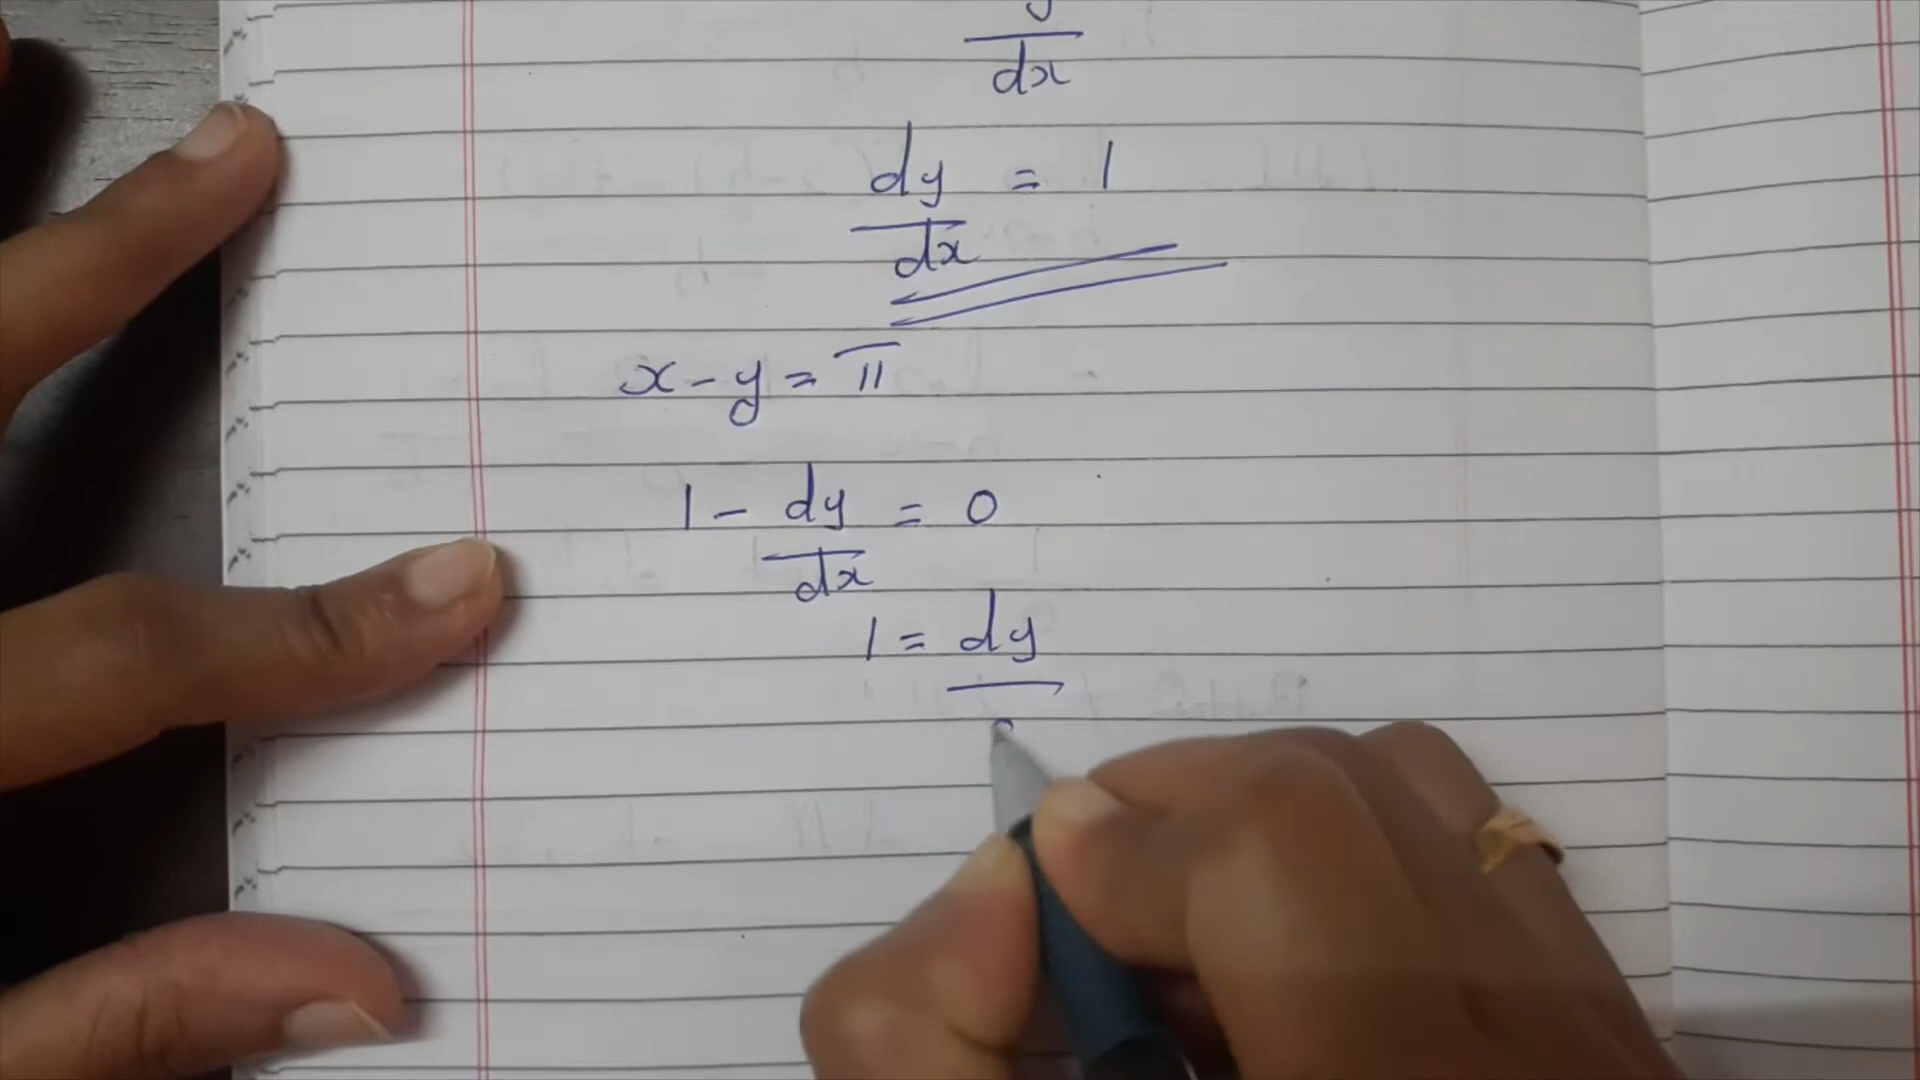 y
dx
dy = 1
dx
x - y = π
1 - dy = 0
dx
1 = dy